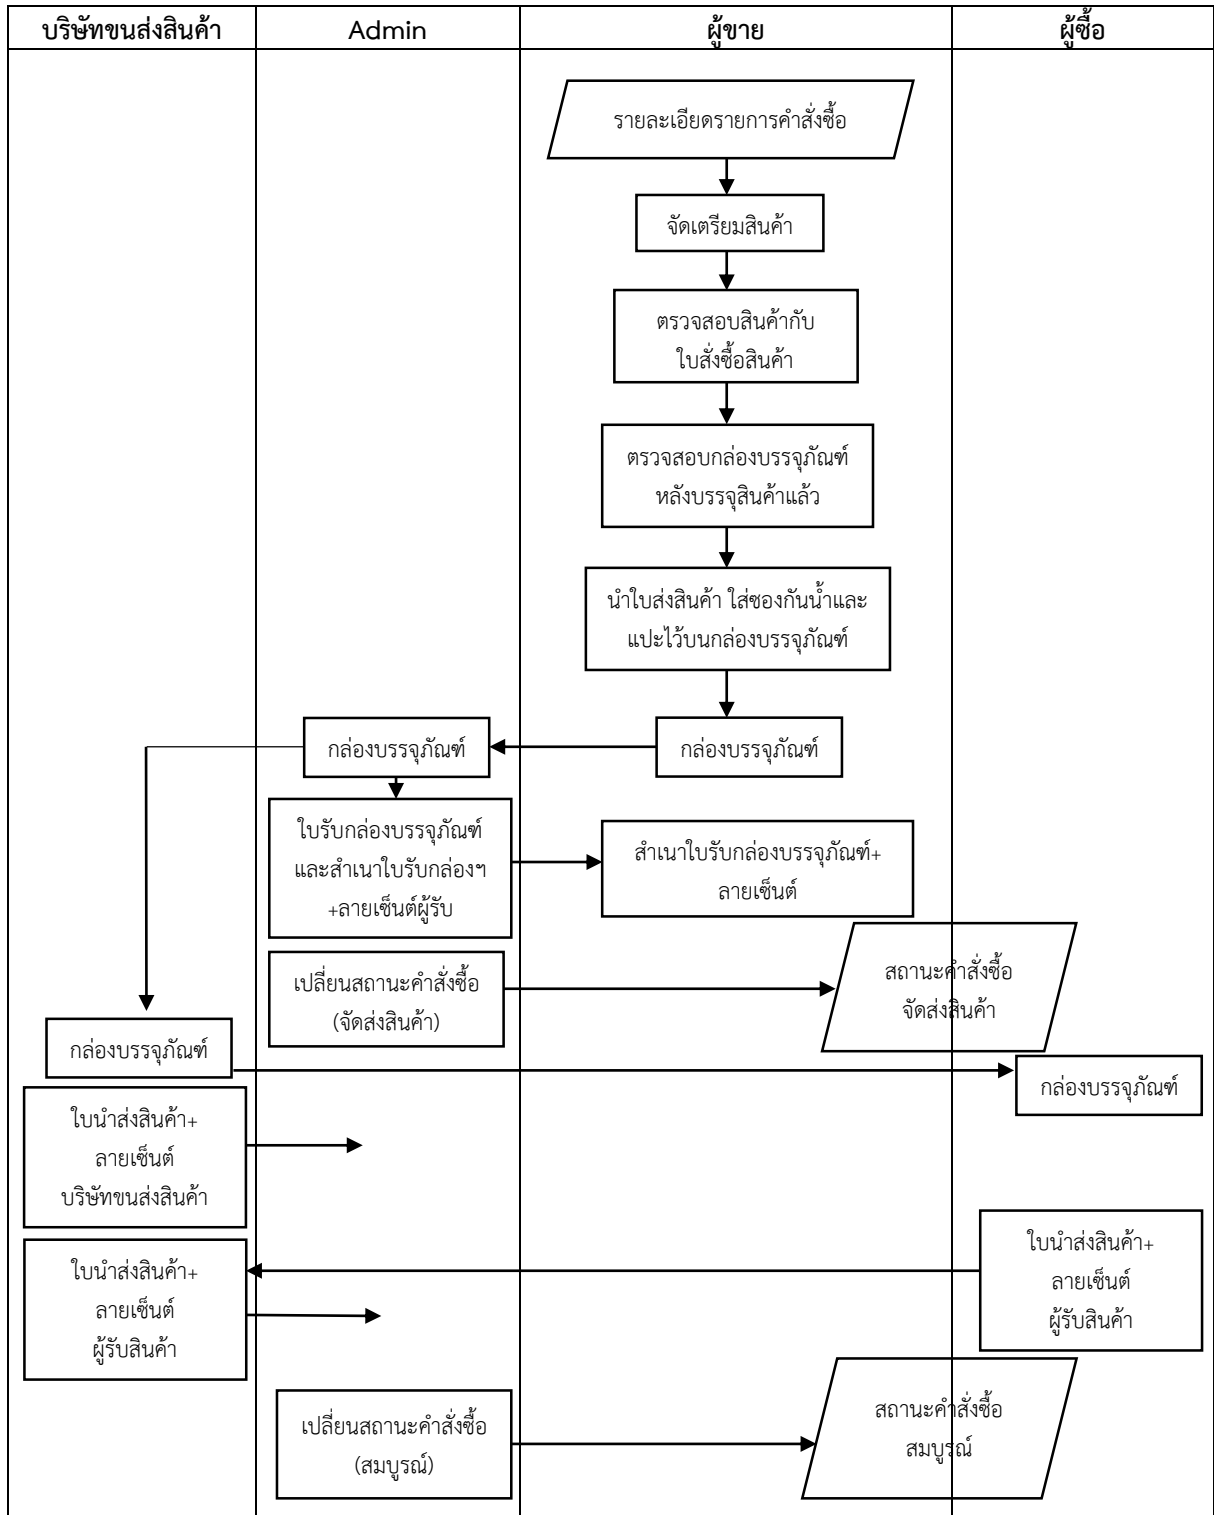 บริษัทขนส่งสินค้า
Admin
ผู้ขาย
ผู้ซื้อ
รายละเอียดรายการคำสั่งซื้อ
จัดเตรียมสินค้า
ตรวจสอบสินค้ากับ
ใบสั่งซื้อสินค้า
ตรวจสอบกล่องบรรจุภัณฑ์
หลังบรรจุสินค้าแล้ว
นำใบส่งสินค้า ใส่ซองกันน้ำและ
แปะไว้บนกล่องบรรจุภัณฑ์
กล่องบรรจุภัณฑ์
กล่องบรรจุภัณฑ์
ใบรับกล่องบรรจุภัณฑ์
และสำเนาใบรับกล่องฯ
+ลายเซ็นต์ผู้รับ
สำเนาใบรับกล่องบรรจุภัณฑ์+
ลายเซ็นต์
เปลี่ยนสถานะคำสั่งซื้อ
(จัดส่งสินค้า)
สถานะคำสั่งซื้อ
จัดส่งสินค้า
กล่องบรรจุภัณฑ์
กล่องบรรจุภัณฑ์
ใบนำส่งสินค้า+
ลายเซ็นต์
บริษัทขนส่งสินค้า
ใบนำส่งสินค้า+
ลายเซ็นต์
ผู้รับสินค้า
ใบนำส่งสินค้า+
ลายเซ็นต์
ผู้รับสินค้า
เปลี่ยนสถานะคำสั่งซื้อ
(สมบูรณ์)
สถานะคำสั่งซื้อ
สมบูรณ์